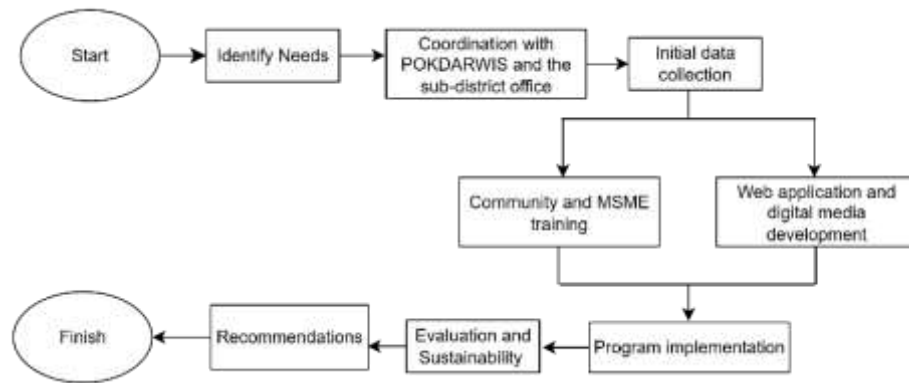 Start
Identify Needs
Coordination with
POKDARWIS and the
sub-district office
Initial data
collection
Community and MSME
training
Web application and
digital media
development
Finish
Recommendations
Evaluation and
Sustainability
Program implementation